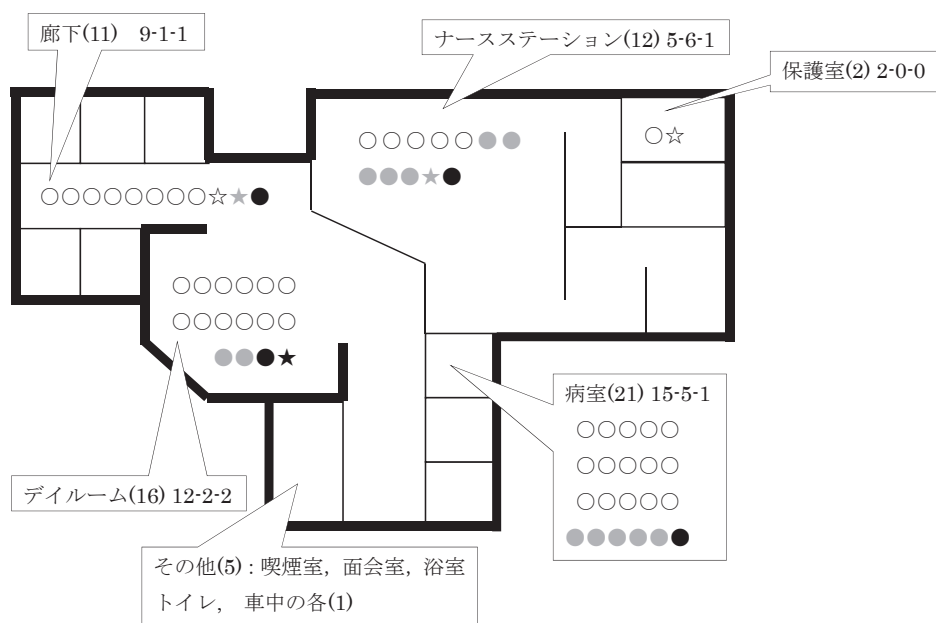 廊下(11) 9-1-1
ナースステーション(12) 5-6-1
保護室(2) 2-0-0
病室(21) 15-5-1
デイルーム(16) 12-2-2
その他(5) : 喫煙室, 面会室, 浴室
トイレ, 車中の各(1)